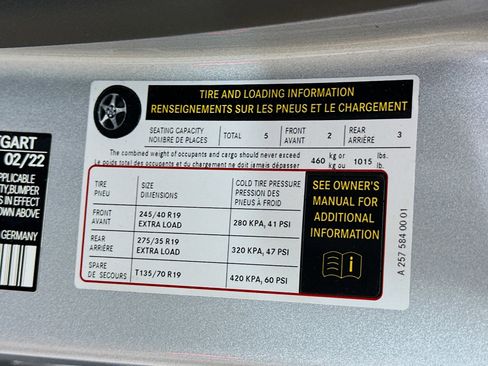 TIRE AND LOADING INFORMATION
RENSEIGNEMENTS SUR LES PNEUS ET LE CHARGEMENT
SEATING CAPACITY
NOMBRE DE PLACES
TOTAL 5
FRONT
AVANT
2
REAR
ARRIÈRE
3
The combined weight of occupants and cargo should never exceed
Le poids total des occupants et du chargement ne doit jamais dépasser
460 kg or
kg ou
1015 lbs.
lb.
TIRE
PNEU
SIZE
DIMENSIONS
COLD TIRE PRESSURE
PRESSION DES
PNEUS À FROID
FRONT
AVANT
245/40 R19
EXTRA LOAD
280 KPA, 41 PSI
REAR
ARRIÈRE
275/35 R19
EXTRA LOAD
320 KPA, 47 PSI
SPARE
DE SECOURS
T135/70 R19
420 KPA, 60 PSI
SEE OWNER'S
MANUAL FOR
ADDITIONAL
INFORMATION
A 257 584 00 01
TGART
02/22
PLICABLE
TY, BUMPER
S IN EFFECT
OWN ABOVE
GERMANY